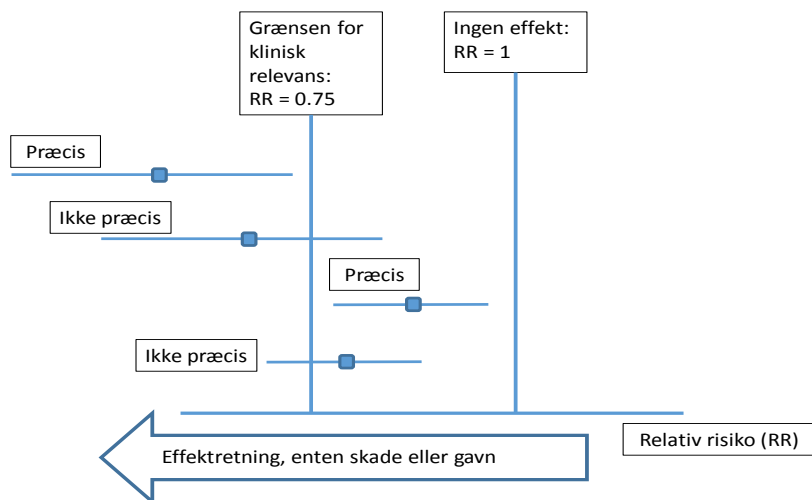 Grænsen for
klinisk
relevans:
RR = 0.75
Ingen effekt:
RR = 1
Præcis
Ikke præcis
Præcis
Ikke præcis
Relativ risiko (RR)
Effektretning, enten skade eller gavn